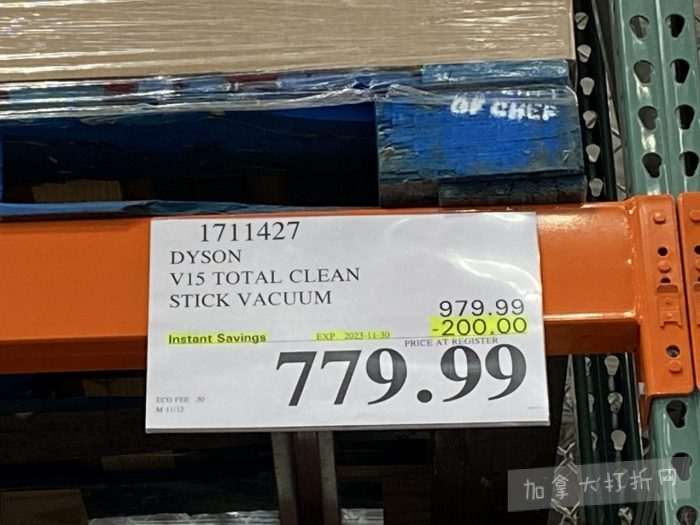 OF CHEF
1711427
DYSON
V15 TOTAL CLEAN
STICK VACUUM
979.99
-200.00
Instant Savings EXP. 2023-11-30
PRICE AT REGISTER
779.99
ECO FEE .30
M 11/12
加拿大打折网